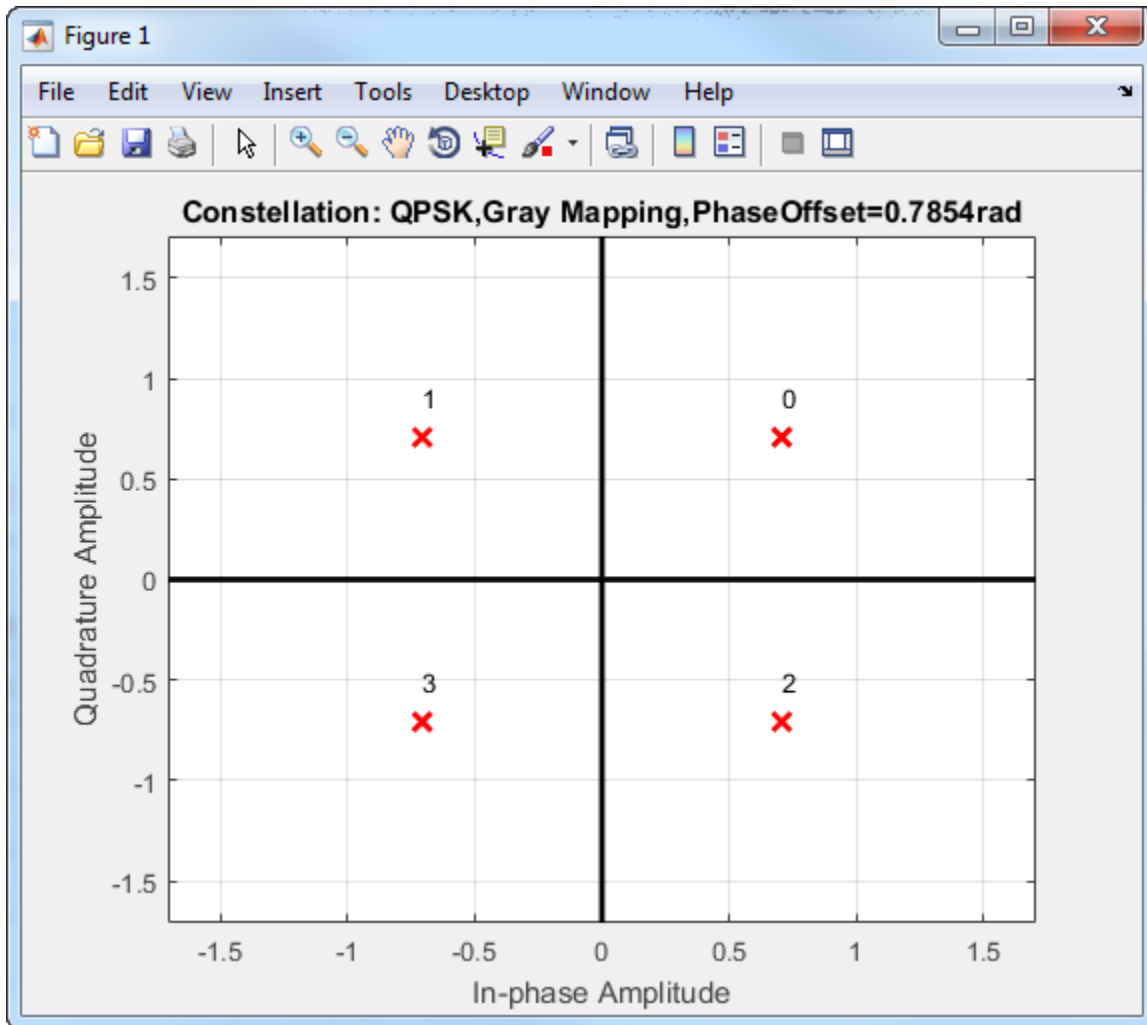 Figure 1
File Edit View Insert Tools Desktop Window Help
Constellation: QPSK,Gray Mapping,PhaseOffset=0.7854rad
1.5
1
0.5
0
-0.5
-1
-1.5
Quadrature Amplitude
1
0
3
2
-1.5 -1 -0.5 0 0.5 1 1.5
In-phase Amplitude